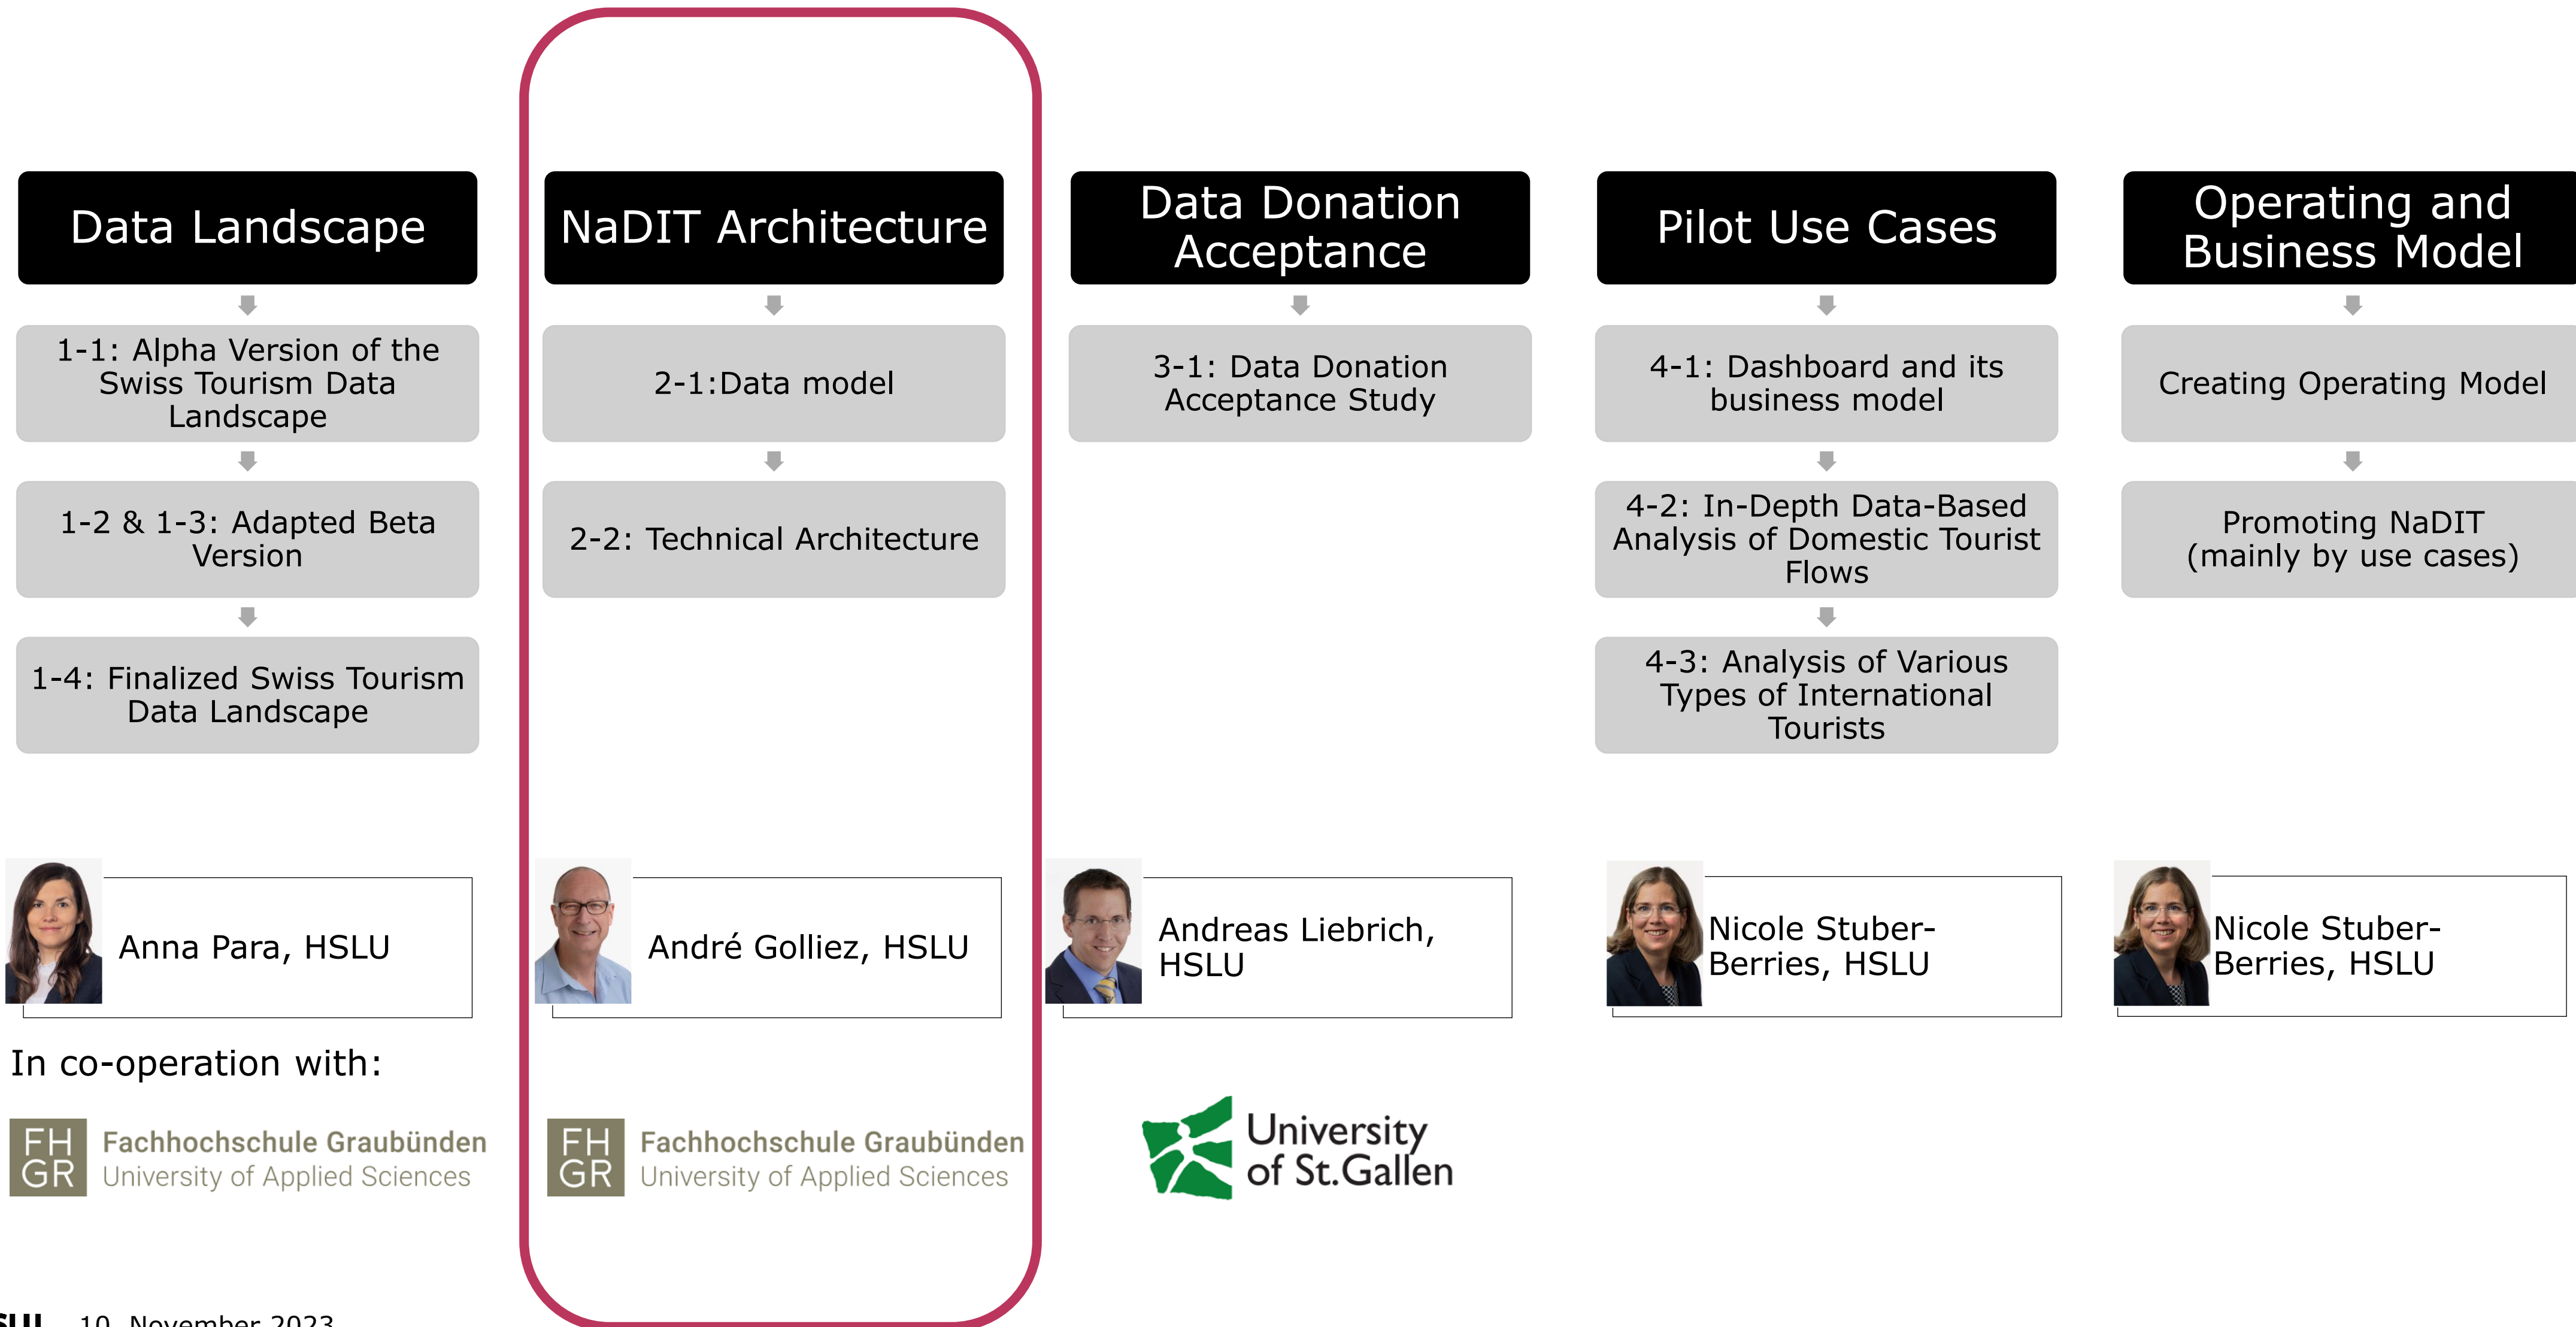 Data Landscape
1-1: Alpha Version of the
Swiss Tourism Data
Landscape
1-2 & 1-3: Adapted Beta
Version
1-4: Finalized Swiss Tourism
Data Landscape
Anna Para, HSLU
In co-operation with:
FH
GR
Fachhochschule Graubünden
University of Applied Sciences
NaDIT Architecture
2-1:Data model
2-2: Technical Architecture
André Golliez, HSLU
FH
GR
Fachhochschule Graubünden
University of Applied Sciences
Data Donation
Acceptance
3-1: Data Donation
Acceptance Study
Andreas Liebrich,
HSLU
University
of St.Gallen
Pilot Use Cases
4-1: Dashboard and its
business model
4-2: In-Depth Data-Based
Analysis of Domestic Tourist
Flows
4-3: Analysis of Various
Types of International
Tourists
Nicole Stuber-
Berries, HSLU
Operating and
Business Model
Creating Operating Model
Promoting NaDIT
(mainly by use cases)
Nicole Stuber-
Berries, HSLU
10. November 2023